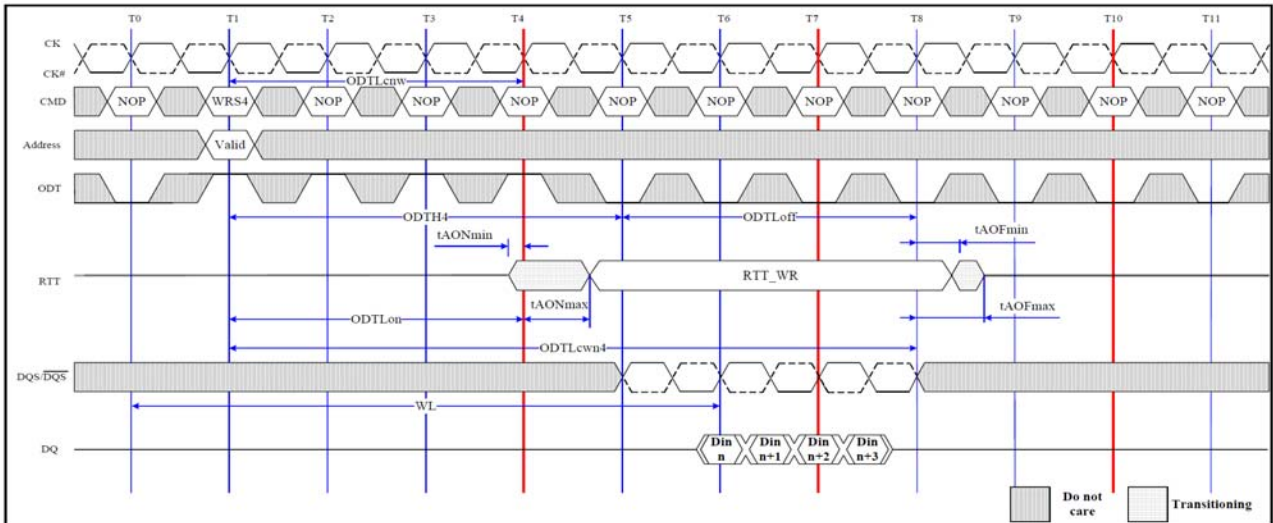 T0 T1 T2 T3 T4 T5 T6 T7 T8 T9 T10 T11
CK
CK#
ODTLcnw
CMD NOP WRS4 NOP NOP NOP NOP NOP NOP NOP NOP NOP NOP
Address Valid
ODT
ODTH4 ODTLoff
tAONmin tAOFmin
RTT RTT_WR
tAONmax tAOFmax
ODTLon
ODTLcwn4
DQS/DQS
WL
DQ Din n Din n+1 Din n+2 Din n+3
Do not care Transitioning